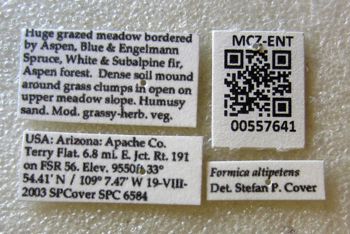 Huge grazed meadow bordered
by Aspen, Blue & Engelmann
Spruce, White & Subalpine fir,
Aspen forest. Dense soil mound
around grass clumps in open on
upper meadow slope. Humusy
sand. Mod. grassy-herb. veg.
USA: Arizona: Apache Co.
Terry Flat. 6.8 mi. E. Jct. Rt. 191
on FSR 56. Elev. 9550ft 33°
54.41' N / 109° 7.47' W 19-VIII-
2003 SPCover SPC 6584
MCZ-ENT
00557641
Formica altipetens
Det. Stefan P. Cover